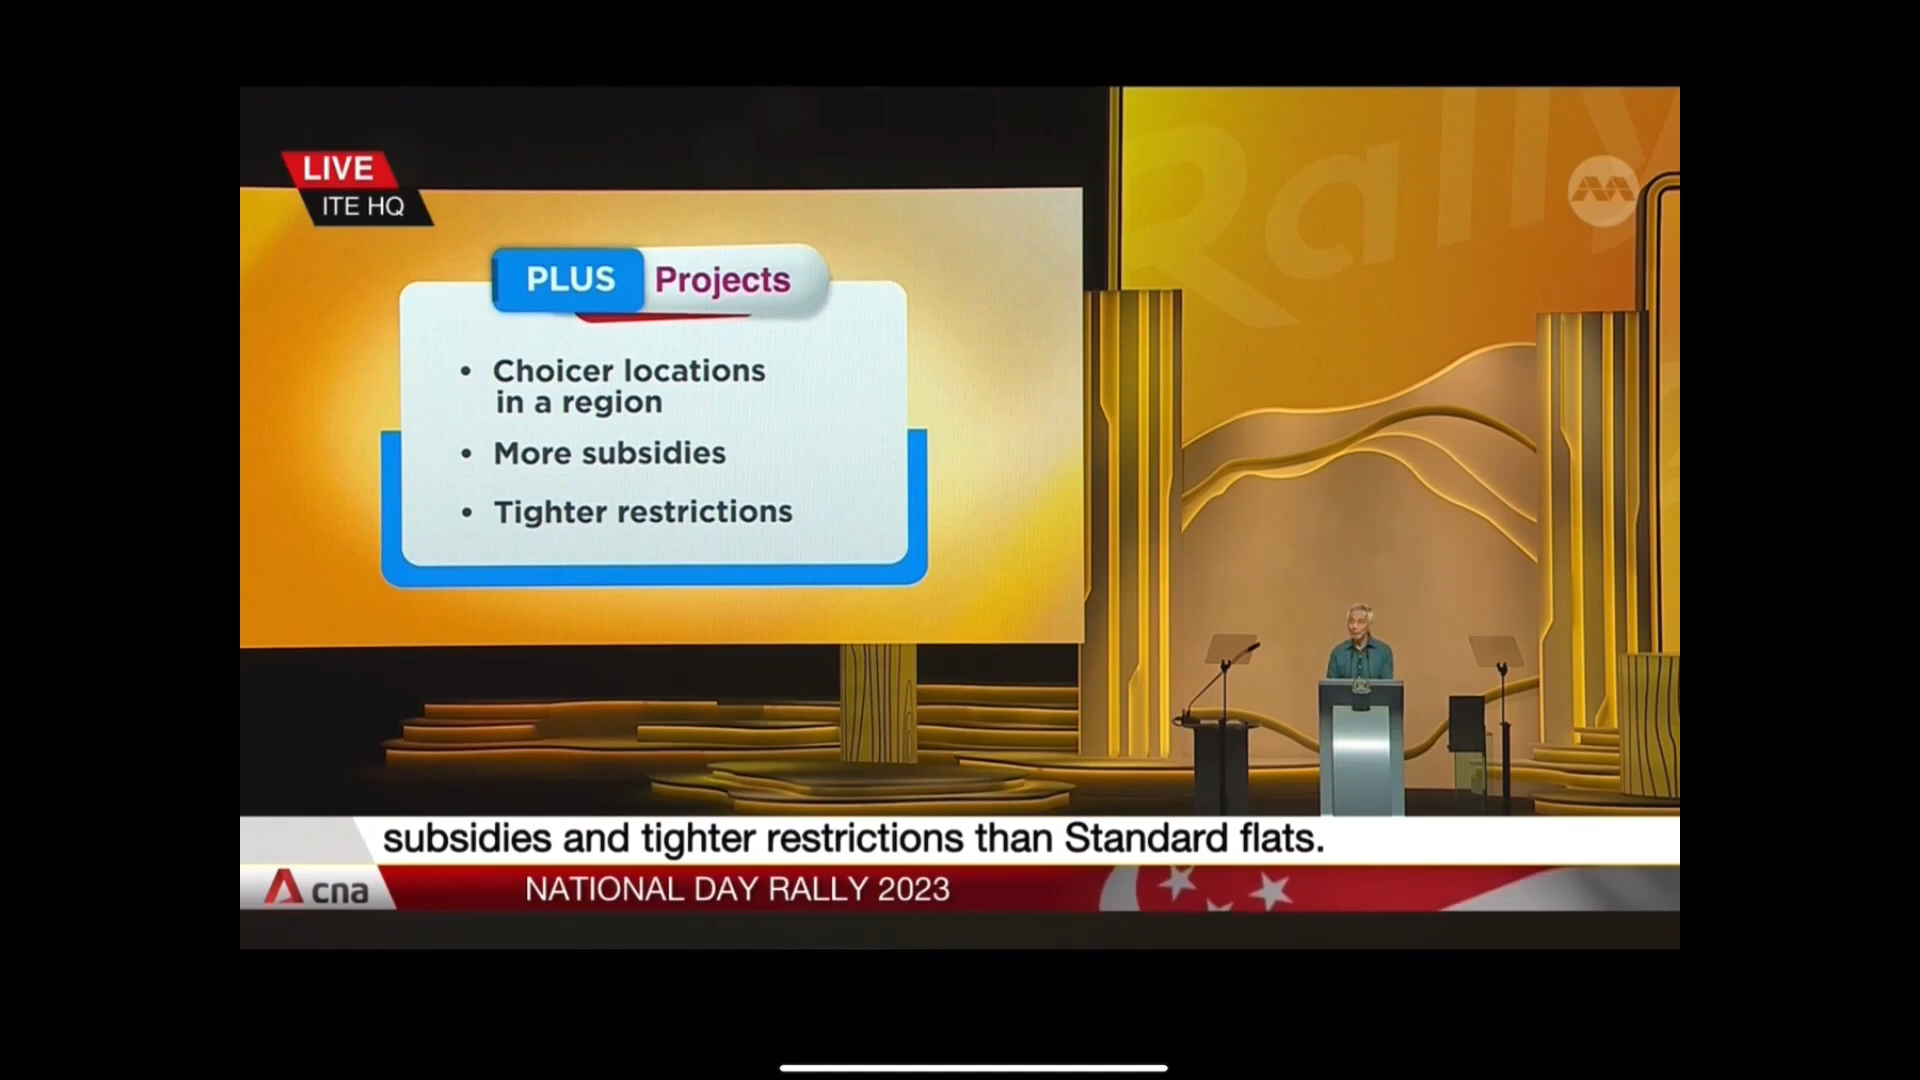 Rally
LIVE
ITE HQ
PLUS Projects
• Choicer locations
in a region
• More subsidies
• Tighter restrictions
subsidies and tighter restrictions than Standard flats.
cna
NATIONAL DAY RALLY 2023